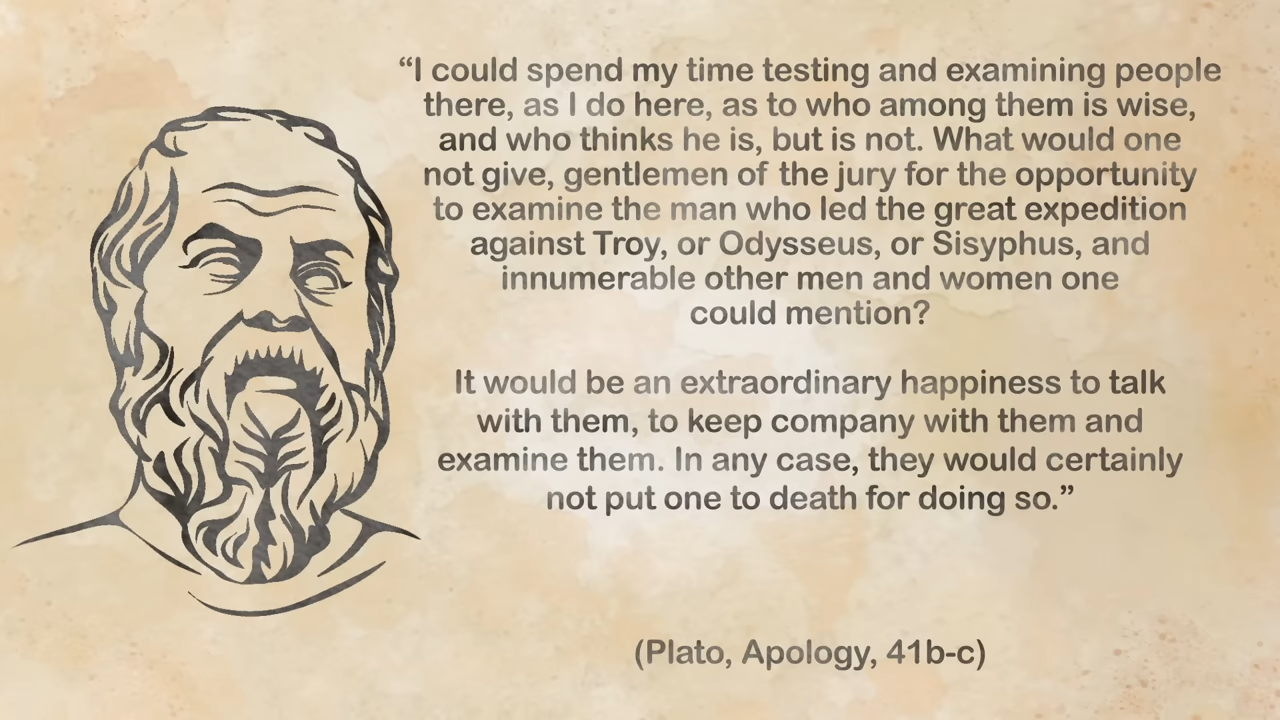 “I could spend my time testing and examining people
there, as I do here, as to who among them is wise,
and who thinks he is, but is not. What would one
not give, gentlemen of the jury for the opportunity
to examine the man who led the great expedition
against Troy, or Odysseus, or Sisyphus, and
innumerable other men and women one
could mention?
It would be an extraordinary happiness to talk
with them, to keep company with them and
examine them. In any case, they would certainly
not put one to death for doing so.”
(Plato, Apology, 41b-c)